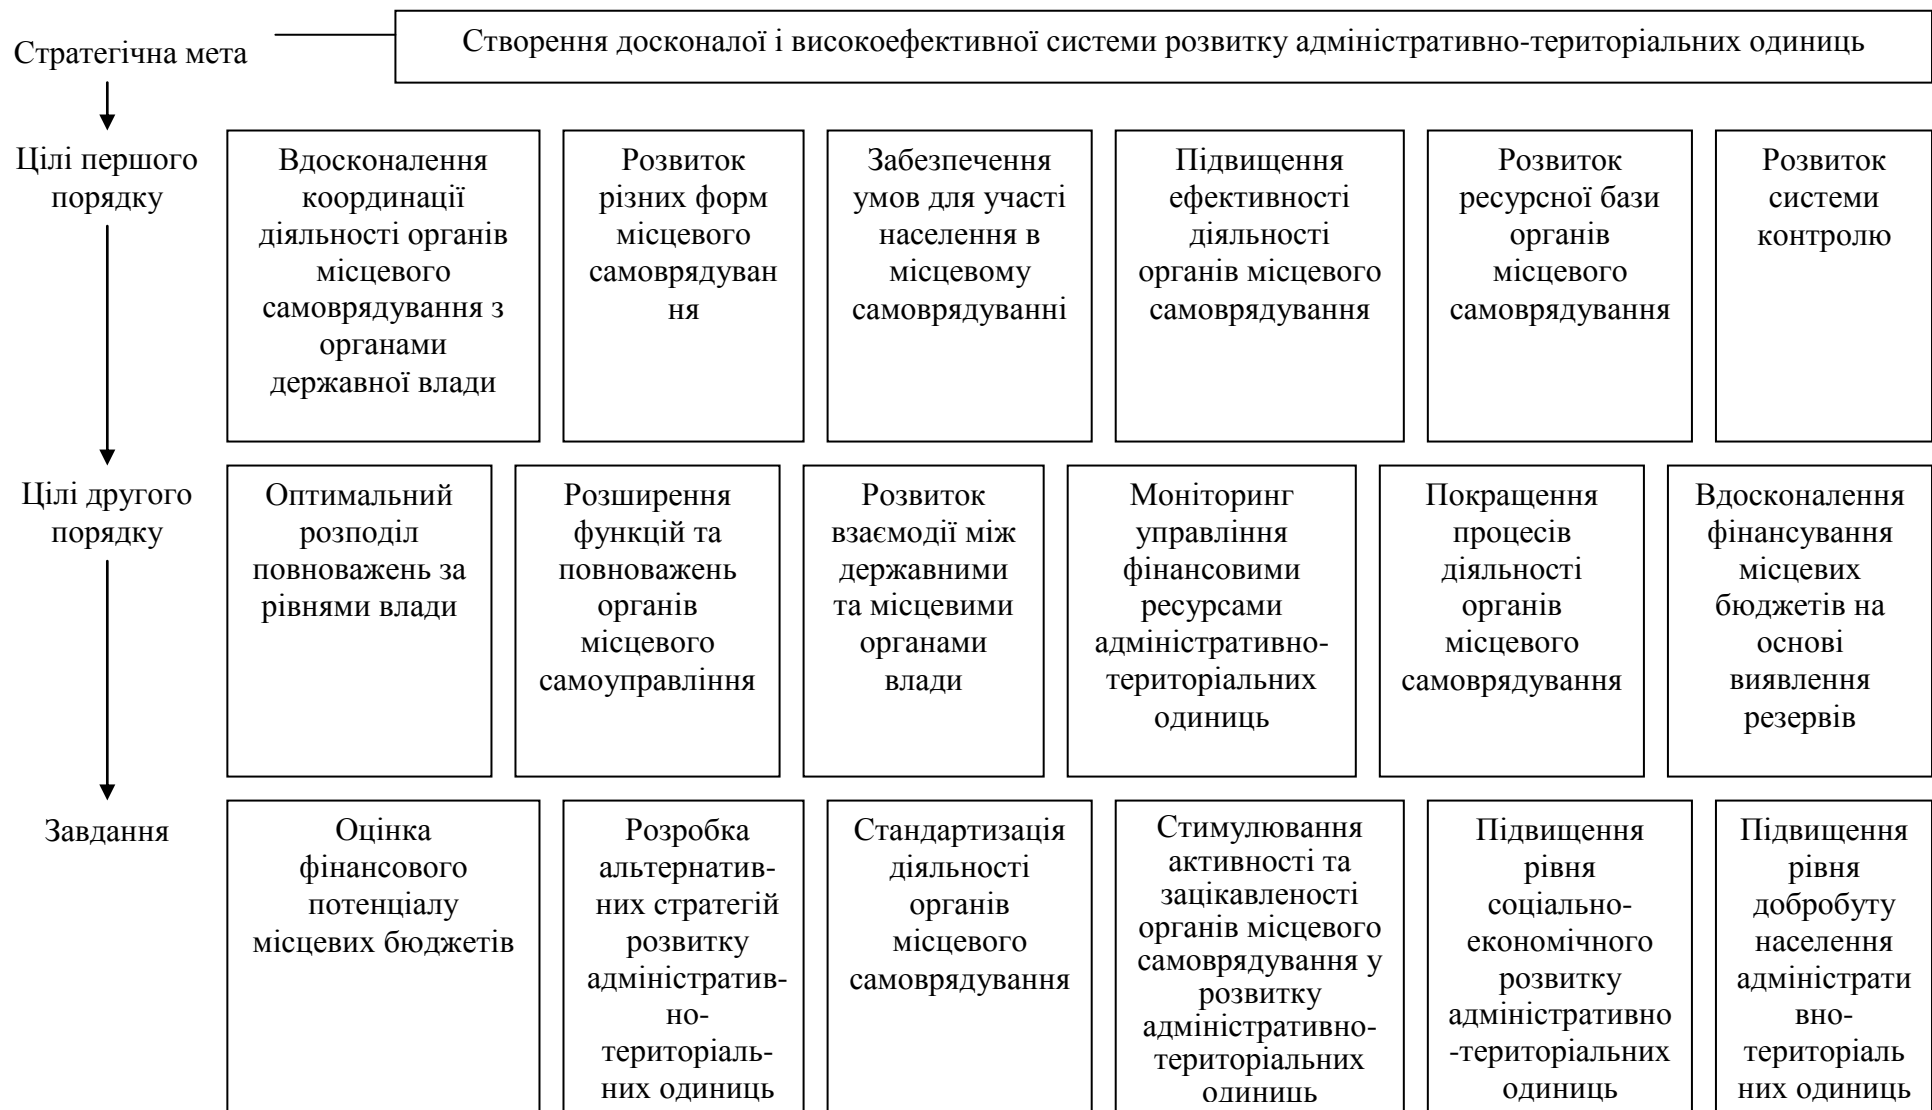 Створення досконалої і високоефективної системи розвитку адміністративно-територіальних одиниць
Стратегічна мета
Цілі першого
порядку
Вдосконалення
координації
діяльності органів
місцевого
самоврядування з
органами
державної влади
Розвиток
різних форм
місцевого
самоврядуван
ня
Забезпечення
умов для участі
населення в
місцевому
самоврядуванні
Підвищення
ефективності
діяльності
органів місцевого
самоврядування
Розвиток
ресурсної бази
органів
місцевого
самоврядування
Розвиток
системи
контролю
Цілі другого
порядку
Оптимальний
розподіл
повноважень за
рівнями влади
Розширення
функцій та
повноважень
органів
місцевого
самоуправління
Розвиток
взаємодії між
державними
та місцевими
органами
влади
Моніторинг
управління
фінансовими
ресурсами
адміністративно-
територіальних
одиниць
Покращення
процесів
діяльності
органів
місцевого
самоврядування
Вдосконалення
фінансування
місцевих
бюджетів на
основі
виявлення
резервів
Завдання
Оцінка
фінансового
потенціалу
місцевих бюджетів
Розробка
альтернатив-
них стратегій
розвитку
адміністратив-
но-
територіаль-
них одиниць
Стандартизація
діяльності
органів
місцевого
самоврядування
Стимулювання
активності та
зацікавленості
органів місцевого
самоврядування у
розвитку
адміністративно-
територіальних
одиниць
Підвищення
рівня
соціально-
економічного
розвитку
адміністративно
-територіальних
одиниць
Підвищення
рівня
добробуту
населення
адміністрати
вно-
територіаль
них одиниць